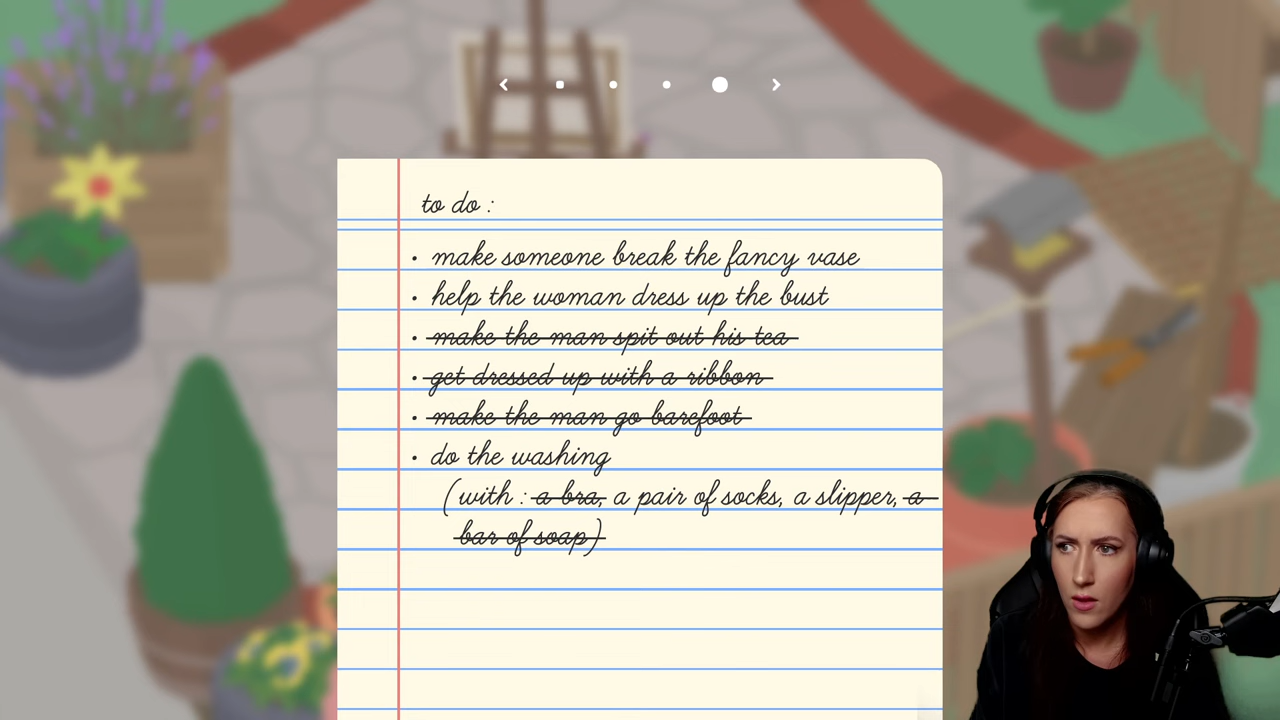 to do :
• make someone break the fancy vase
• help the woman dress up the bust
• make the man spit out his tea
• get dressed up with a ribbon
• make the man go barefoot
• do the washing
(with : a bra, a pair of socks, a slipper, a
bar of soap)